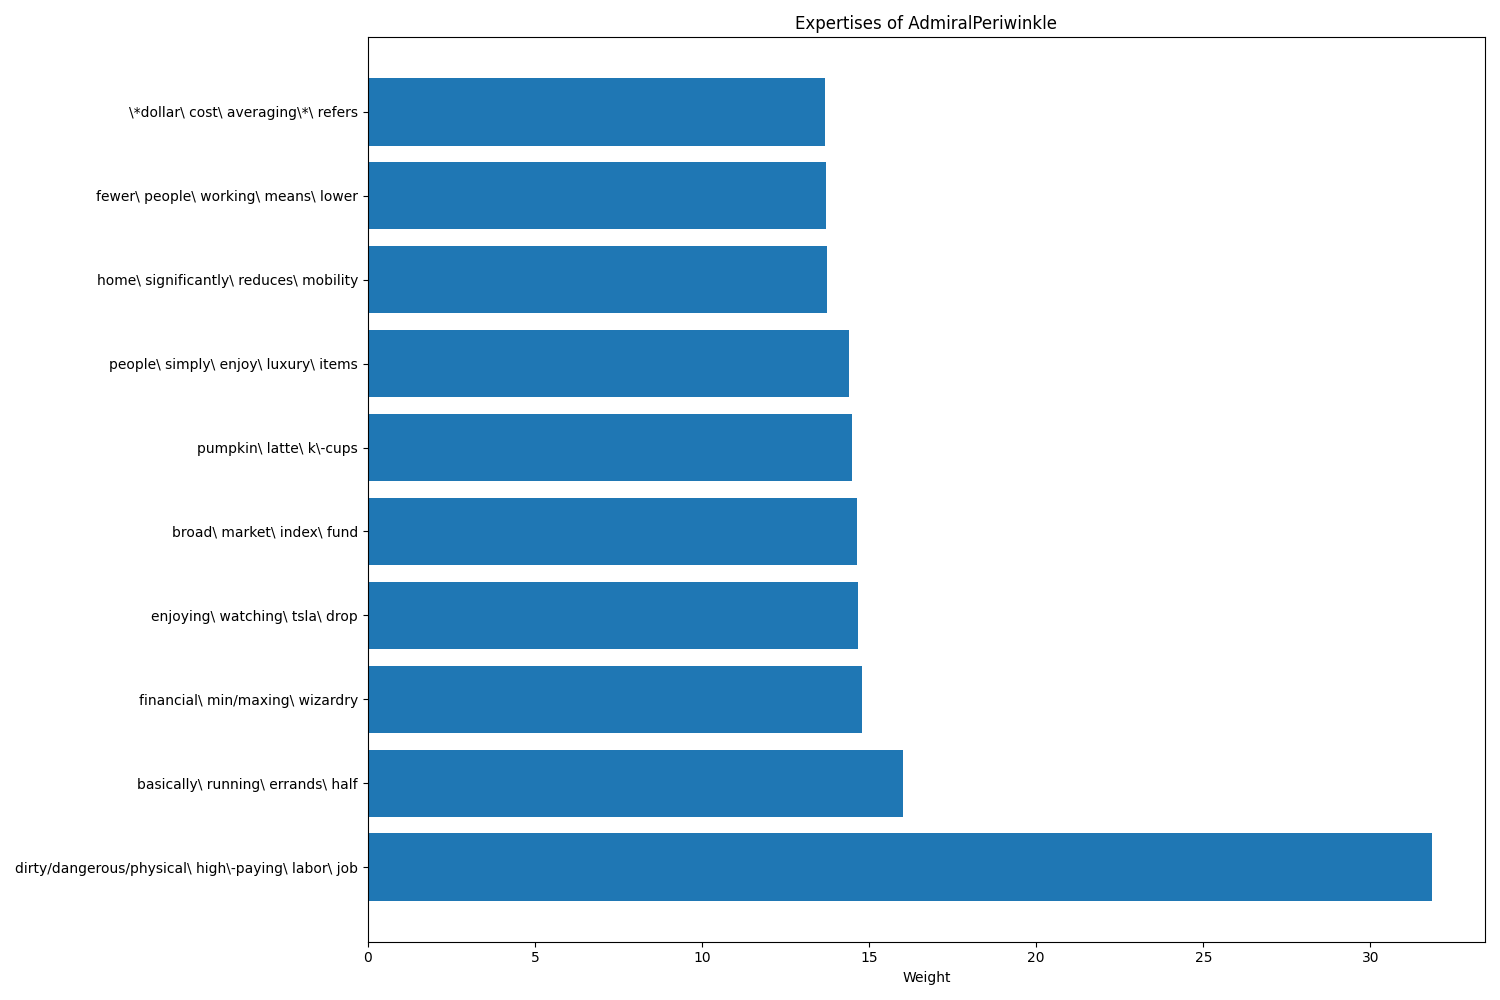 Expertises of AdmiralPeriwinkle
\*dollar\ cost\ averaging\*\ refers
fewer\ people\ working\ means\ lower
home\ significantly\ reduces\ mobility
people\ simply\ enjoy\ luxury\ items
pumpkin\ latte\ k\-cups
broad\ market\ index\ fund
enjoying\ watching\ tsla\ drop
financial\ min/maxing\ wizardry
basically\ running\ errands\ half
dirty/dangerous/physical\ high\-paying\ labor\ job
0 5 10 15 20 25 30
Weight